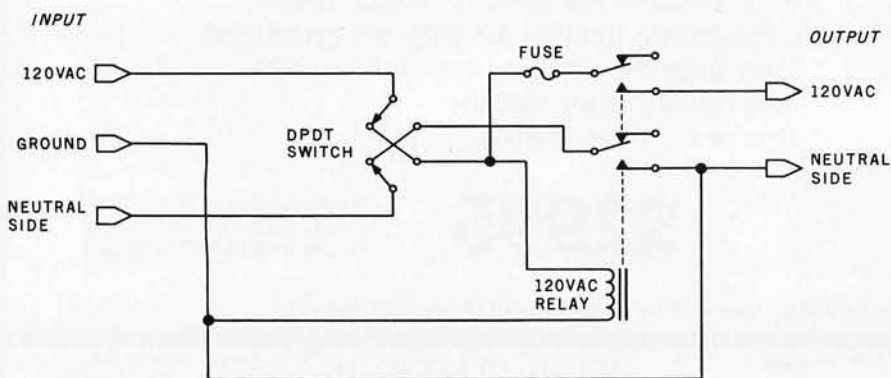 INPUT
OUTPUT
FUSE
120VAC
120VAC
DPDT
SWITCH
GROUND
NEUTRAL
SIDE
NEUTRAL
SIDE
120VAC
RELAY